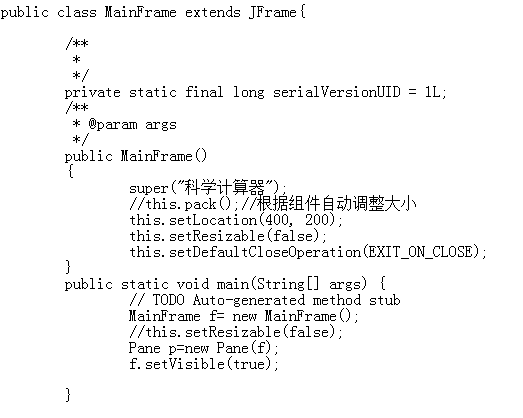 public class MainFrame extends JFrame{
/**
*
*/
private static final long serialVersionUID = 1L;
/**
* @param args
*/
public MainFrame()
{
super("科学计算器");
//this.pack();//根据组件自动调整大小
this.setLocation(400, 200);
this.setResizable(false);
this.setDefaultCloseOperation(EXIT_ON_CLOSE);
}
public static void main(String[] args) {
// TODO Auto-generated method stub
MainFrame f= new MainFrame();
//this.setResizable(false);
Pane p=new Pane(f);
f.setVisible(true);
}